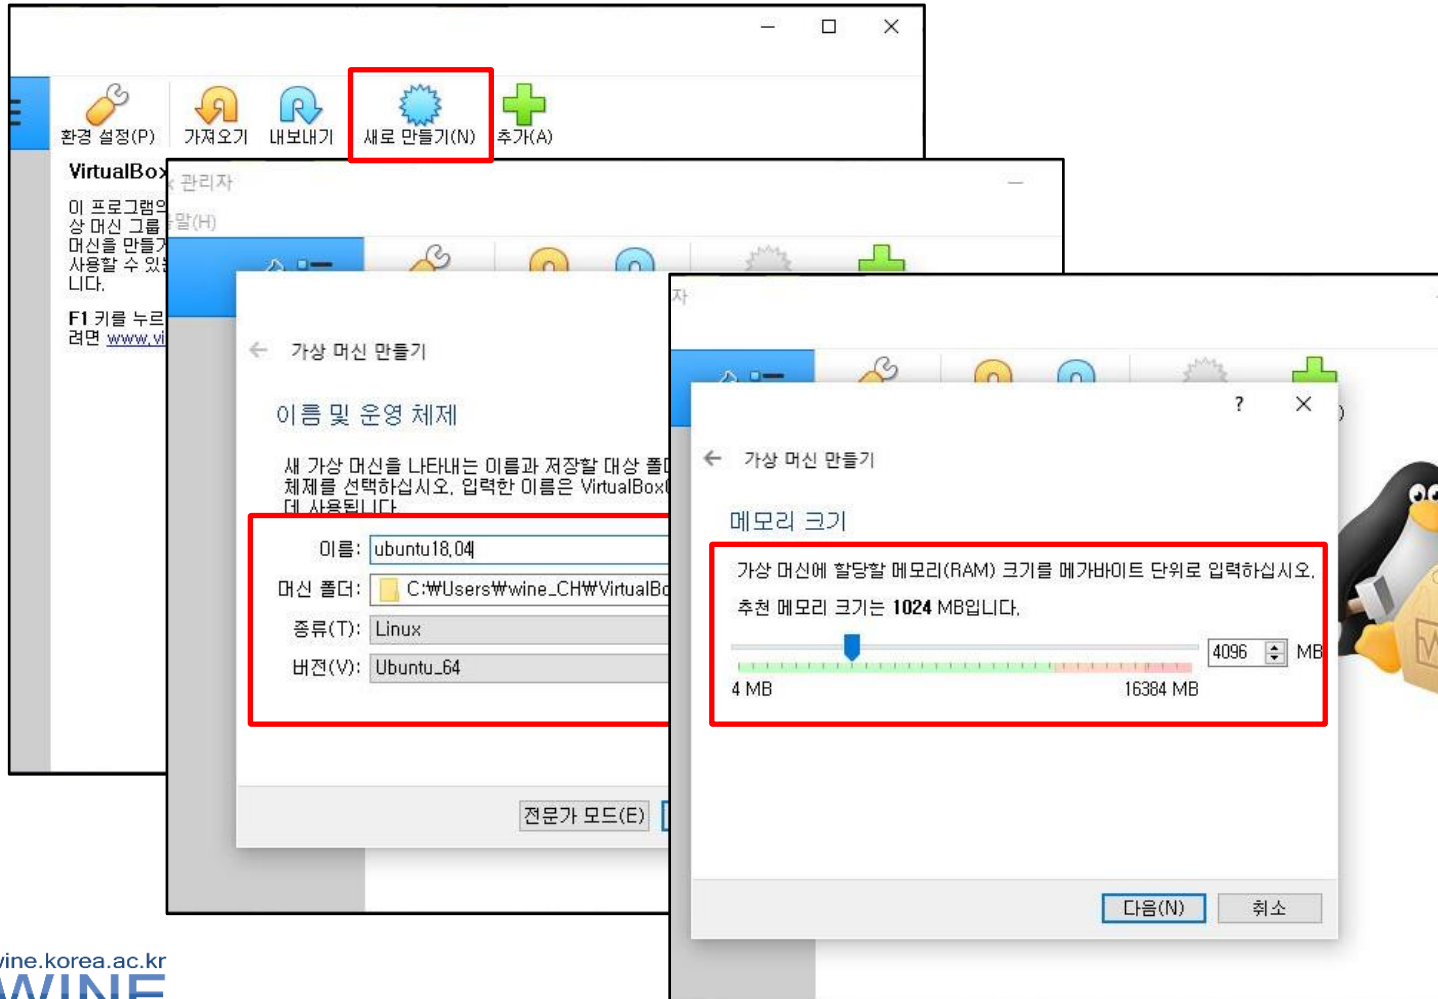 환경 설정(P)
가져오기
내보내기
새로 만들기(N)
추가(A)
VirtualBox
이 프로그램의
상 머신 그룹
머신을 만들기
사용할 수 있는
니다.
F1 키를 누르
려면 www.vi
관리자
말(H)
가상 머신 만들기
이름 및 운영 체제
새 가상 머신을 나타내는 이름과 저장할 대상 폴더
체제를 선택하십시오. 입력한 이름은 VirtualBox
데 사용됩니다.
이름: ubuntu18.04
머신 폴더: C:₩Users₩wine_CH₩VirtualBo
종류(T): Linux
버전(V): Ubuntu_64
전문가 모드(E)
자
?
가상 머신 만들기
메모리 크기
가상 머신에 할당할 메모리(RAM) 크기를 메가바이트 단위로 입력하십시오.
추천 메모리 크기는 1024 MB입니다.
4096 MB
4 MB 16384 MB
다음(N) 취소
wine.korea.ac.kr
WINE